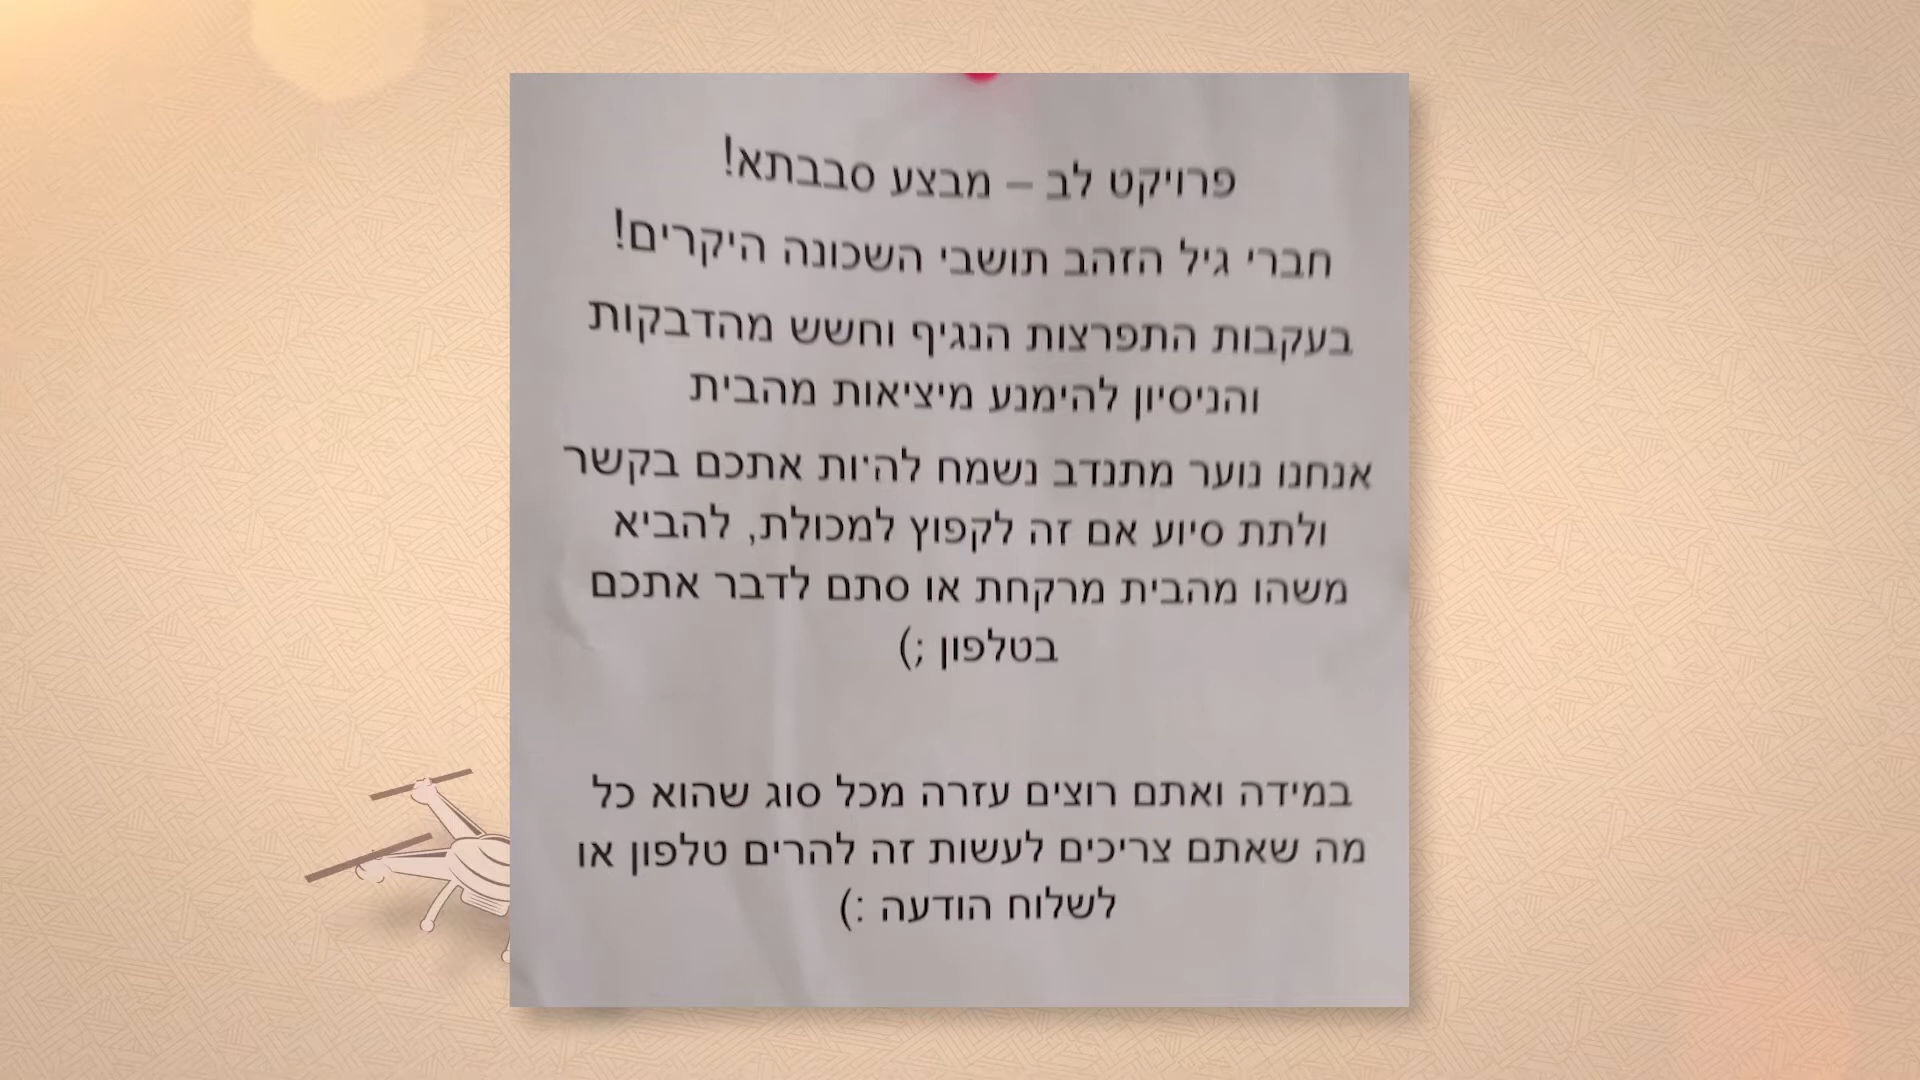 פרויקט לב – מבצע סבבתא!
חברי גיל הזהב תושבי השכונה היקרים!
בעקבות התפרצות הנגיף וחשש מהדבקות
והניסיון להימנע מיציאות מהבית
אנחנו נוער מתנדב נשמח להיות אתכם בקשר
ולתת סיוע אם זה לקפוץ למכולת, להביא
משהו מהבית מרקחת או סתם לדבר אתכם
בטלפון ;)
במידה ואתם רוצים עזרה מכל סוג שהוא כל
מה שאתם צריכים לעשות זה להרים טלפון או
לשלוח הודעה :)